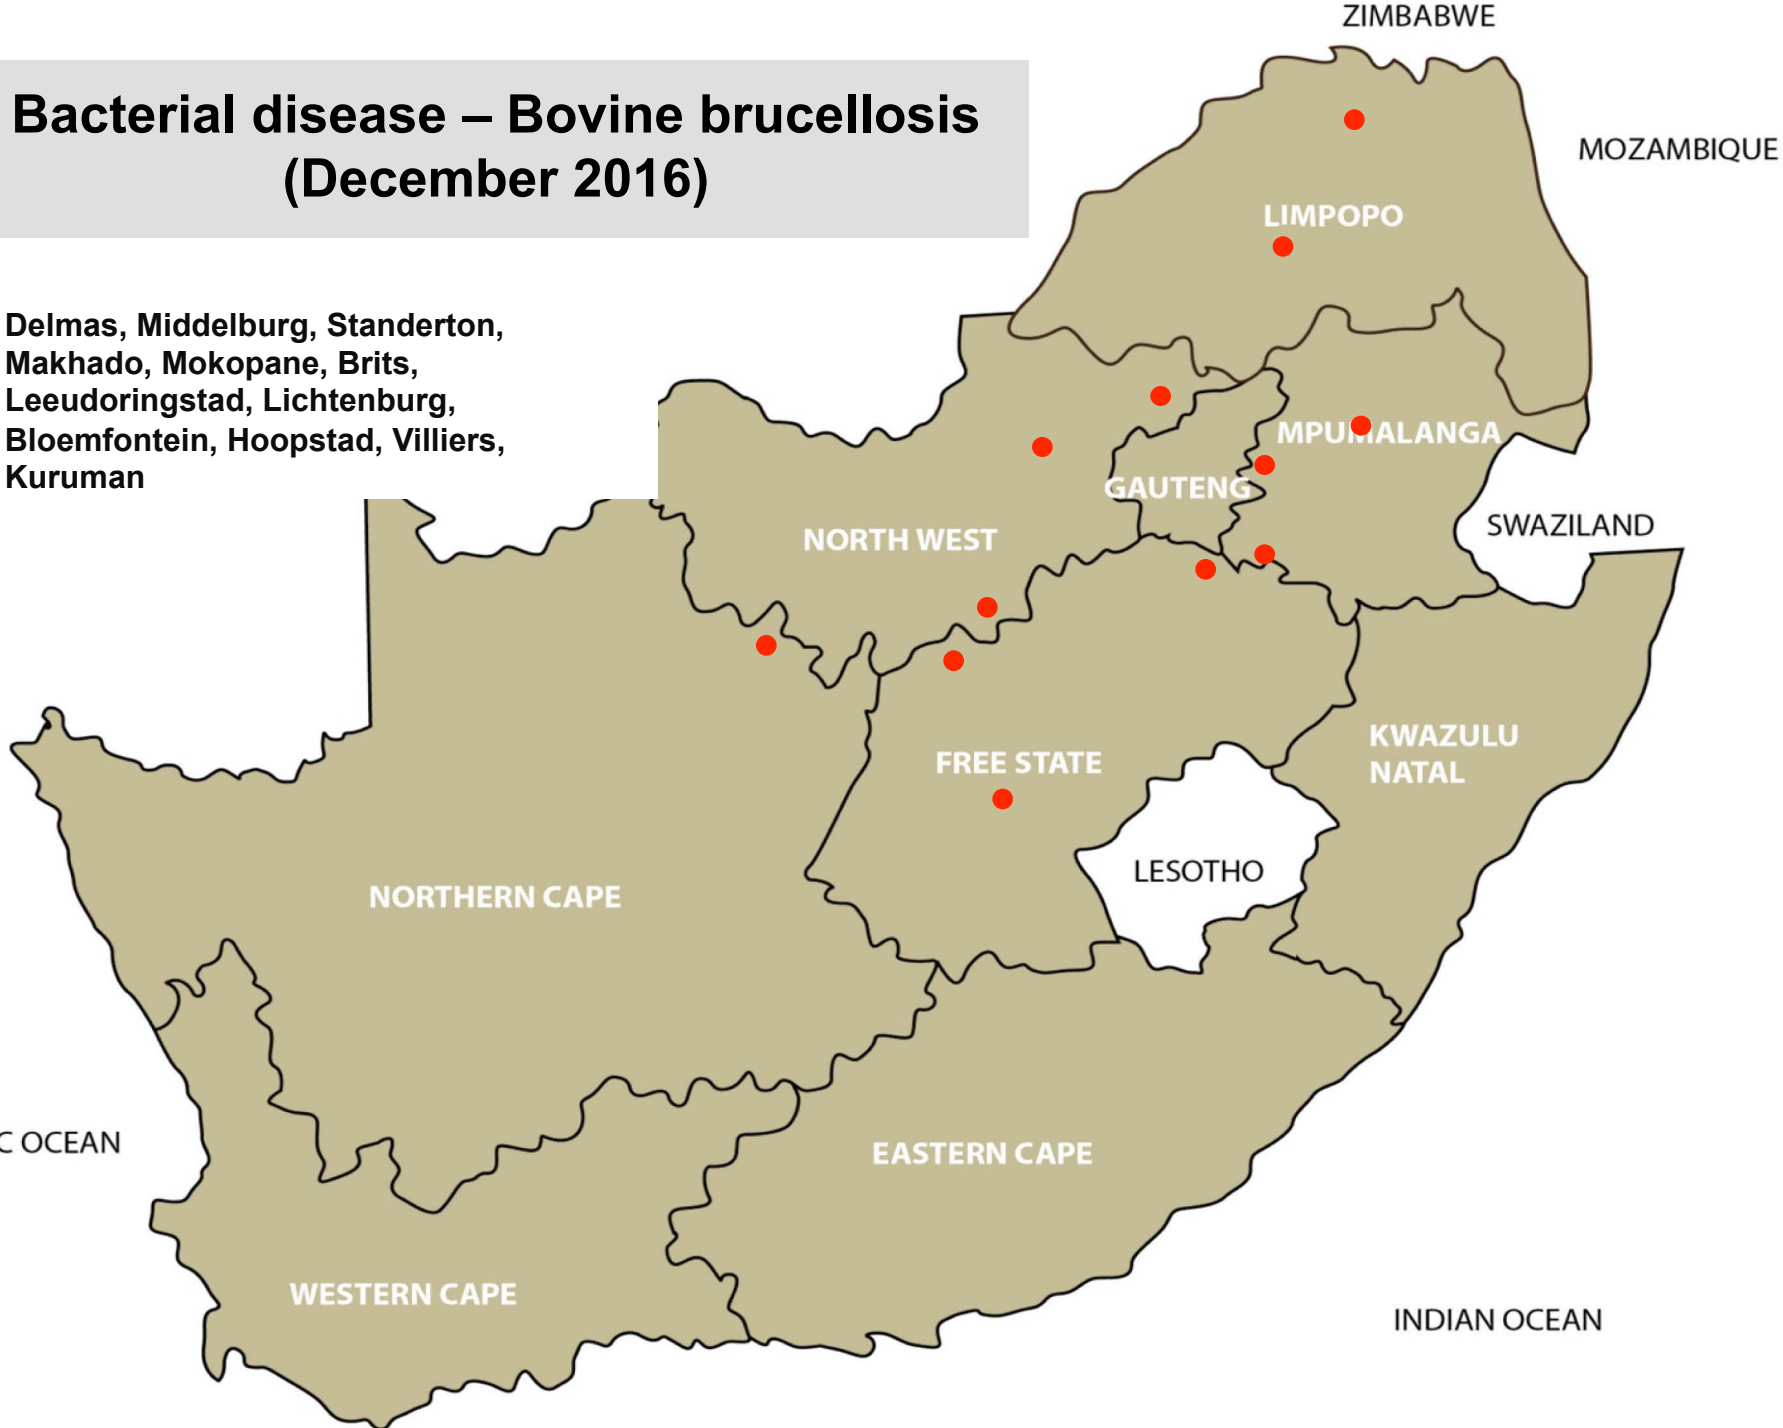 ZIMBABWE
Bacterial disease – Bovine brucellosis
(December 2016)
MOZAMBIQUE
LIMPOPO
Delmas, Middelburg, Standerton,
Makhado, Mokopane, Brits,
Leeudoringstad, Lichtenburg,
Bloemfontein, Hoopstad, Villiers,
Kuruman
MPUMALANGA
GAUTENG
SWAZILAND
NORTH WEST
KWAZULU
NATAL
FREE STATE
LESOTHO
NORTHERN CAPE
C OCEAN
EASTERN CAPE
WESTERN CAPE
INDIAN OCEAN